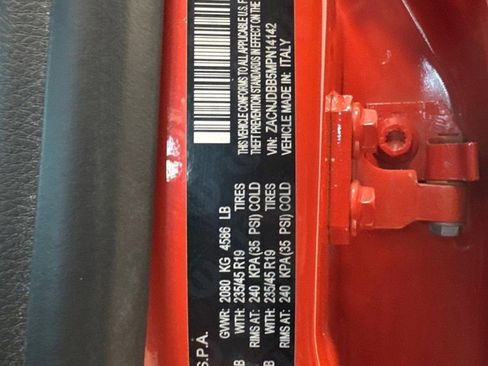 S.P.A.
GVWR: 2080 KG 4586 LB
WITH: 235/45 R19 TIRES
RIMS AT: 240 KPA(35 PSI) COLD
WITH: 235/45 R19 TIRES
RIMS AT: 240 KPA(35 PSI) COLD
THIS VEHICLE CONFORMS TO ALL APPLICABLE U.S. F
THEFT PREVENTION STANDARDS IN EFFECT ON THE
VIN: ZACNJDBB5MPN14142
VEHICLE MADE IN: ITALY